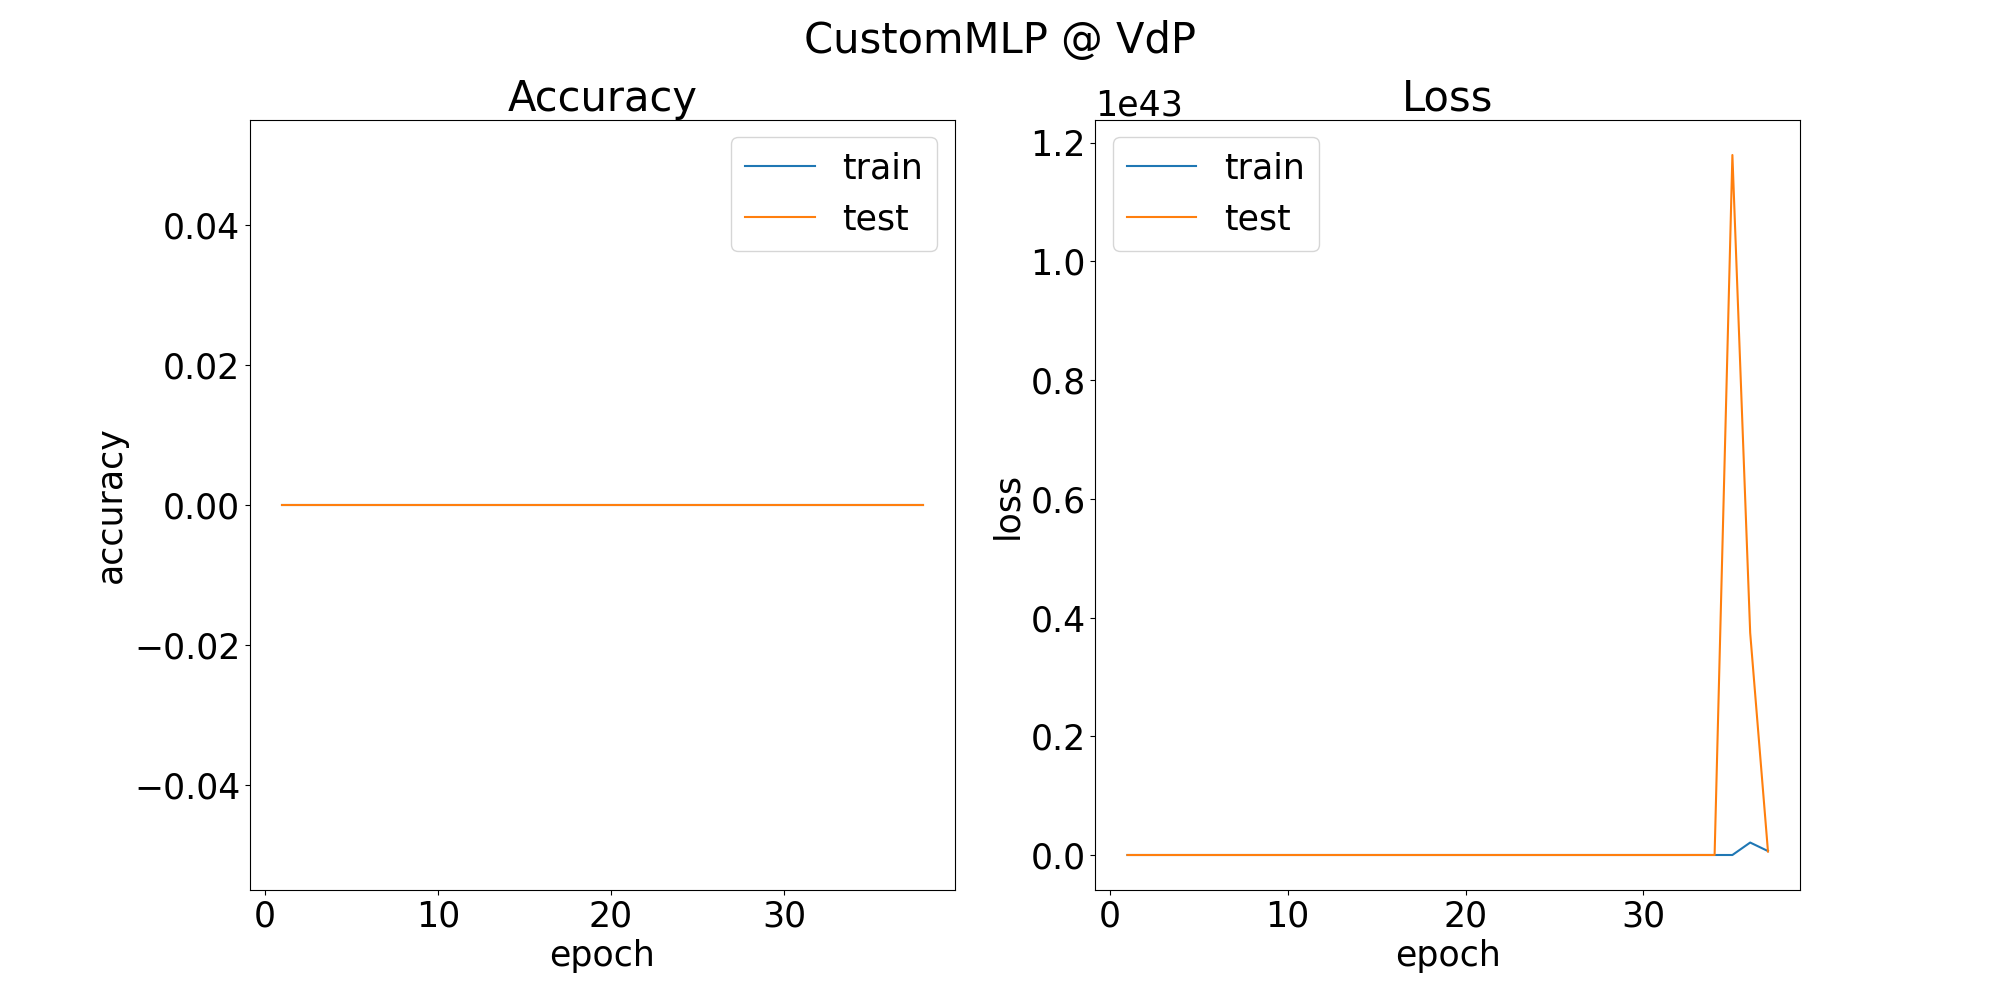 CustomMLP @ VdP
Accuracy
train
test
0.04
0.02
0.00
−0.02
−0.04
accuracy
0
10
20
30
epoch
Loss
1e43
train
test
1.2
1.0
0.8
0.6
0.4
0.2
0.0
loss
0
10
20
30
epoch